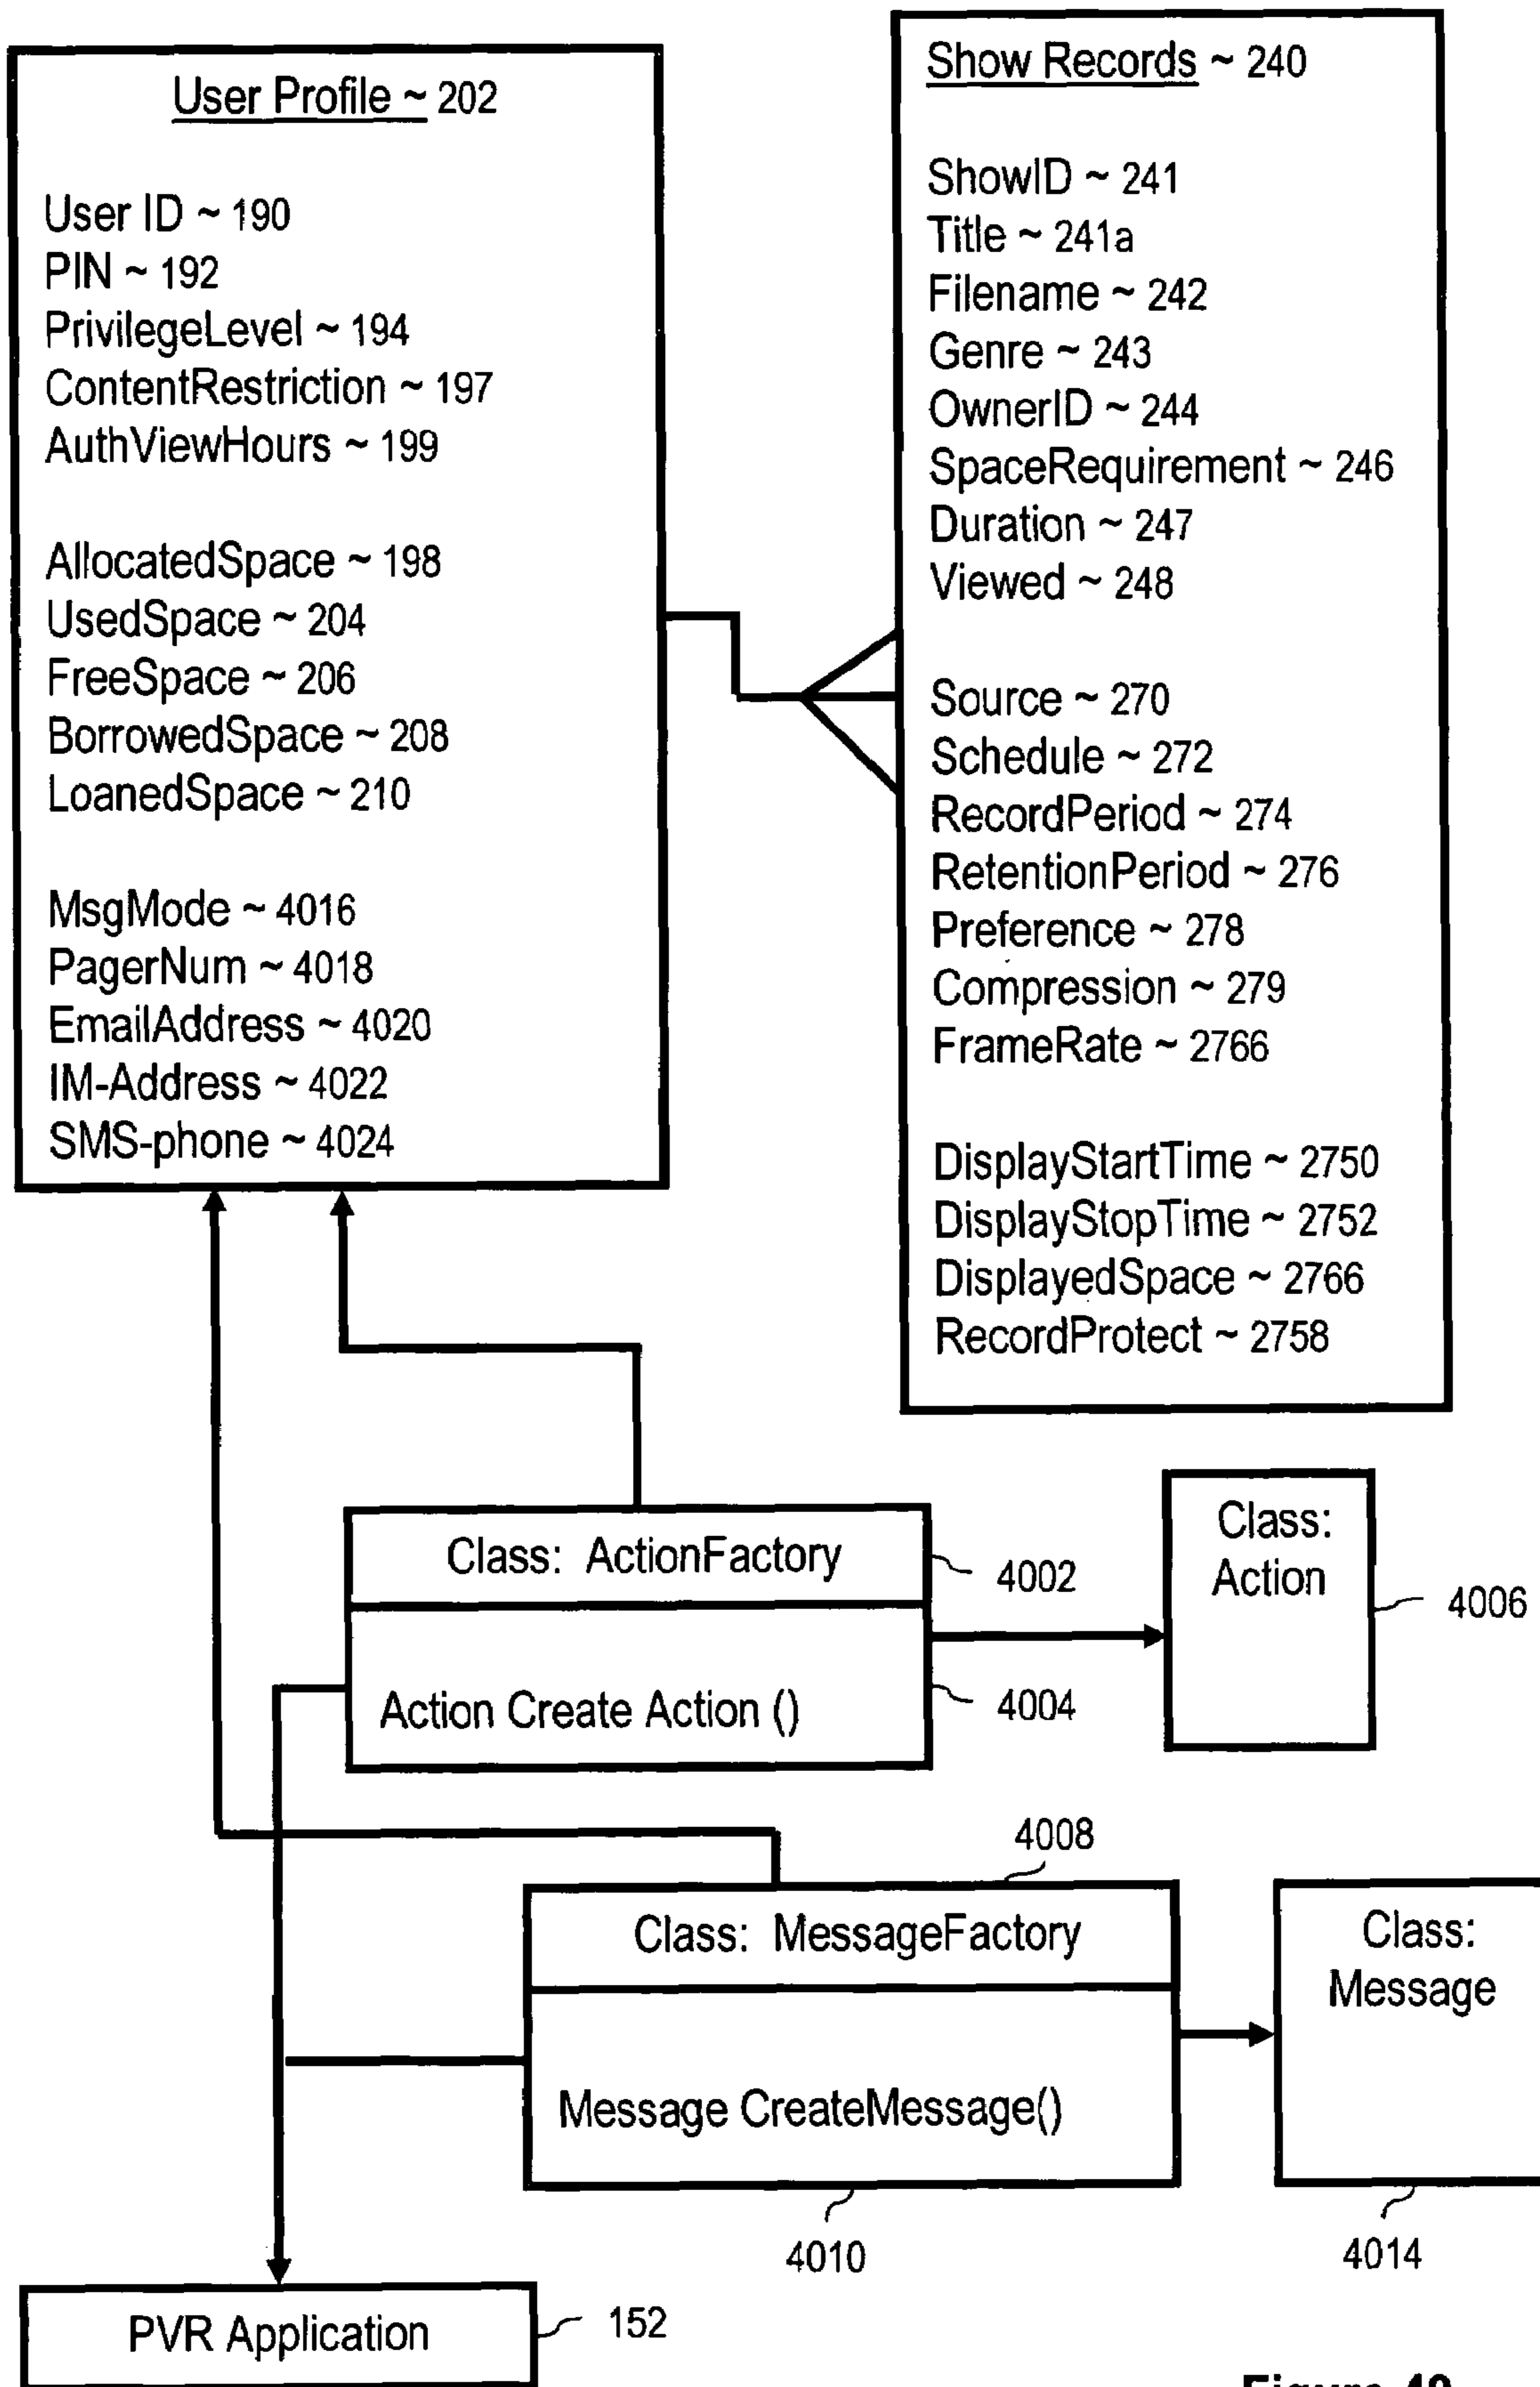 User Profile ~ 202
User ID ~ 190
PIN ~ 192
PrivilegeLevel ~ 194
ContentRestriction ~ 197
AuthViewHours ~ 199
AllocatedSpace ~ 198
UsedSpace ~ 204
FreeSpace ~ 206
BorrowedSpace ~ 208
LoanedSpace ~ 210
MsgMode ~ 4016
PagerNum ~ 4018
EmailAddress ~ 4020
IM-Address ~ 4022
SMS-phone ~ 4024
Show Records ~ 240
ShowID ~ 241
Title ~ 241a
Filename ~ 242
Genre ~ 243
OwnerID ~ 244
SpaceRequirement ~ 246
Duration ~ 247
Viewed ~ 248
Source ~ 270
Schedule ~ 272
RecordPeriod ~ 274
RetentionPeriod ~ 276
Preference ~ 278
Compression ~ 279
FrameRate ~ 2766
DisplayStartTime ~ 2750
DisplayStopTime ~ 2752
DisplayedSpace ~ 2766
RecordProtect ~ 2758
Class: ActionFactory
4002
Action Create Action ()
4004
Class:
Action
4006
4008
Class: MessageFactory
Message CreateMessage()
4010
Class:
Message
4014
PVR Application
152